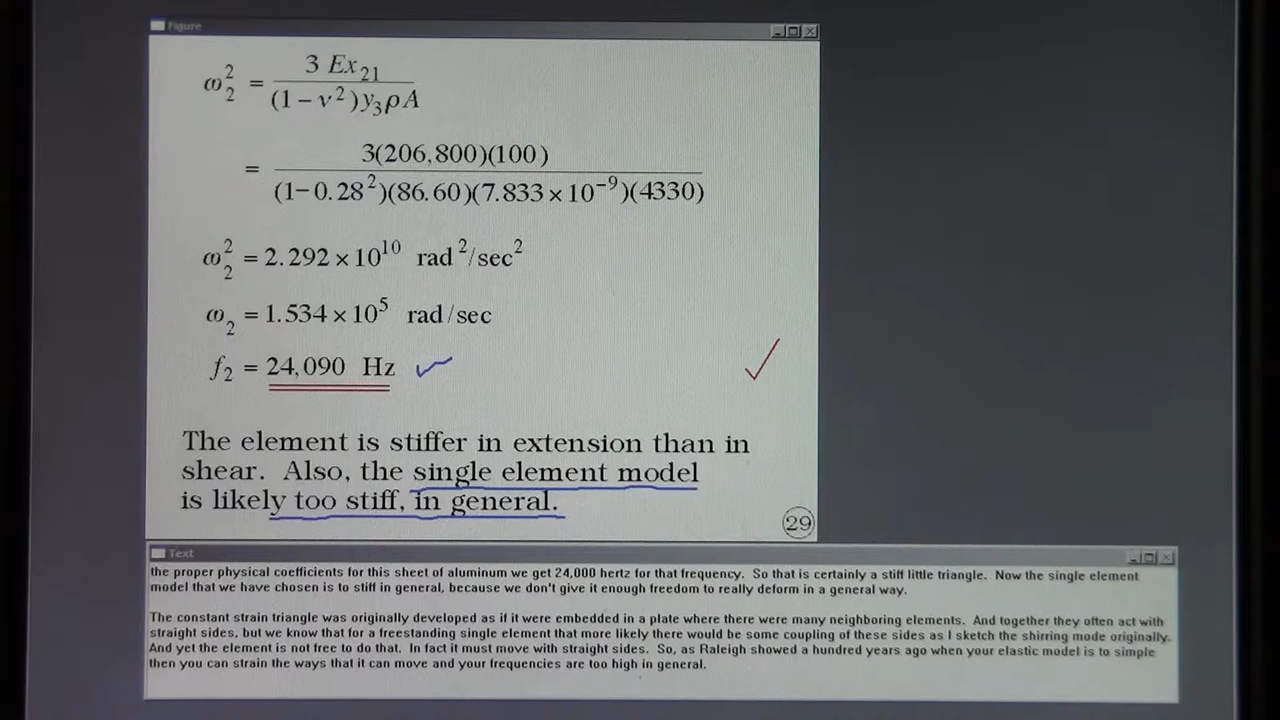 Figure
ω₂² = 3 Ex₂₁ / (1 – ν²)y₃ρA
= 3(206,800)(100) / (1–0.28²)(86.60)(7.833 × 10⁻⁹)(4330)
ω₂² = 2.292 × 10¹⁰ rad²/sec²
ω₂ = 1.534 × 10⁵ rad/sec
f₂ = 24,090 Hz
The element is stiffer in extension than in
shear. Also, the single element model
is likely too stiff, in general.
29
Text
the proper physical coefficients for this sheet of aluminum we get 24,000 hertz for that frequency. So that is certainly a stiff little triangle. Now the single element
model that we have chosen is to stiff in general, because we don't give it enough freedom to really deform in a general way.
The constant strain triangle was originally developed as if it were embedded in a plate where there were many neighboring elements. And together they often act with
straight sides, but we know that for a freestanding single element that more likely there would be some coupling of these sides as I sketch the shirring mode originally.
And yet the element is not free to do that. In fact it must move with straight sides. So, as Raleigh showed a hundred years ago when your elastic model is to simple
then you can strain the ways that it can move and your frequencies are too high in general.